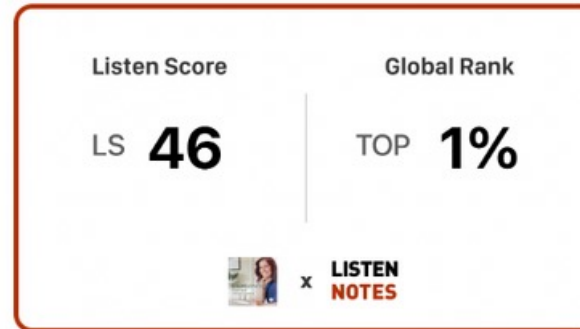 Listen Score
LS 46
Global Rank
TOP 1%
x
LISTEN
NOTES